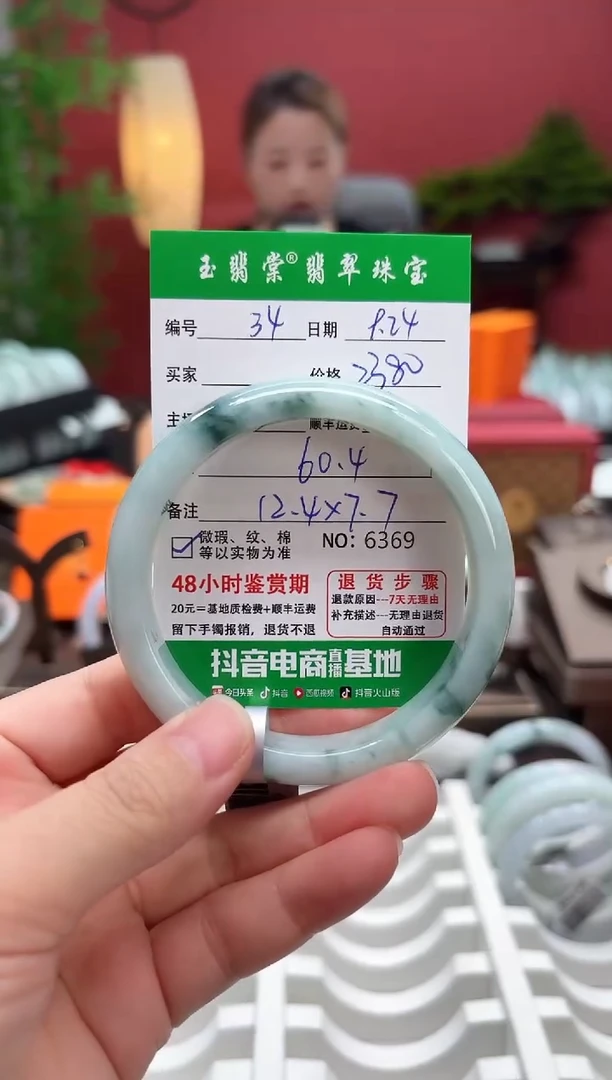 玉翡棠®翡翠珠宝
编号 34 日期 1.24
买家 价格 2380
顺丰运费
60.4
备注 12.4×7.7
☑ 微瑕、纹、棉等以实物为准 NO: 6369
48小时鉴赏期
20元=基地质检费+顺丰运费
留下手镯报销，退货不退
退货步骤
退款原因---7天无理由
补充描述---无理由退货
自动通过
抖音电商直播基地
今日头条 抖音 西瓜视频 抖音火山版